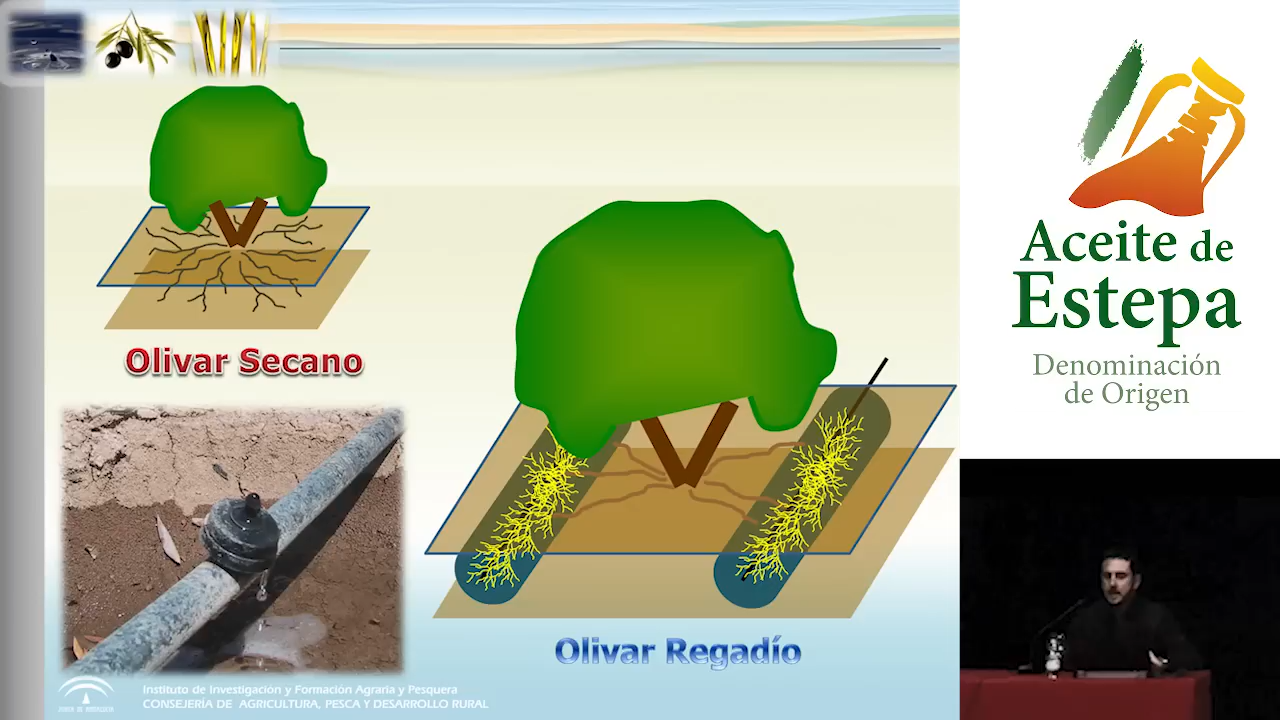 Olivar Secano
Olivar Regadío
Instituto de Investigación y Formación Agraria y Pesquera
CONSEJERÍA DE AGRICULTURA, PESCA Y DESARROLLO RURAL
Aceite de
Estepa
Denominación
de Origen